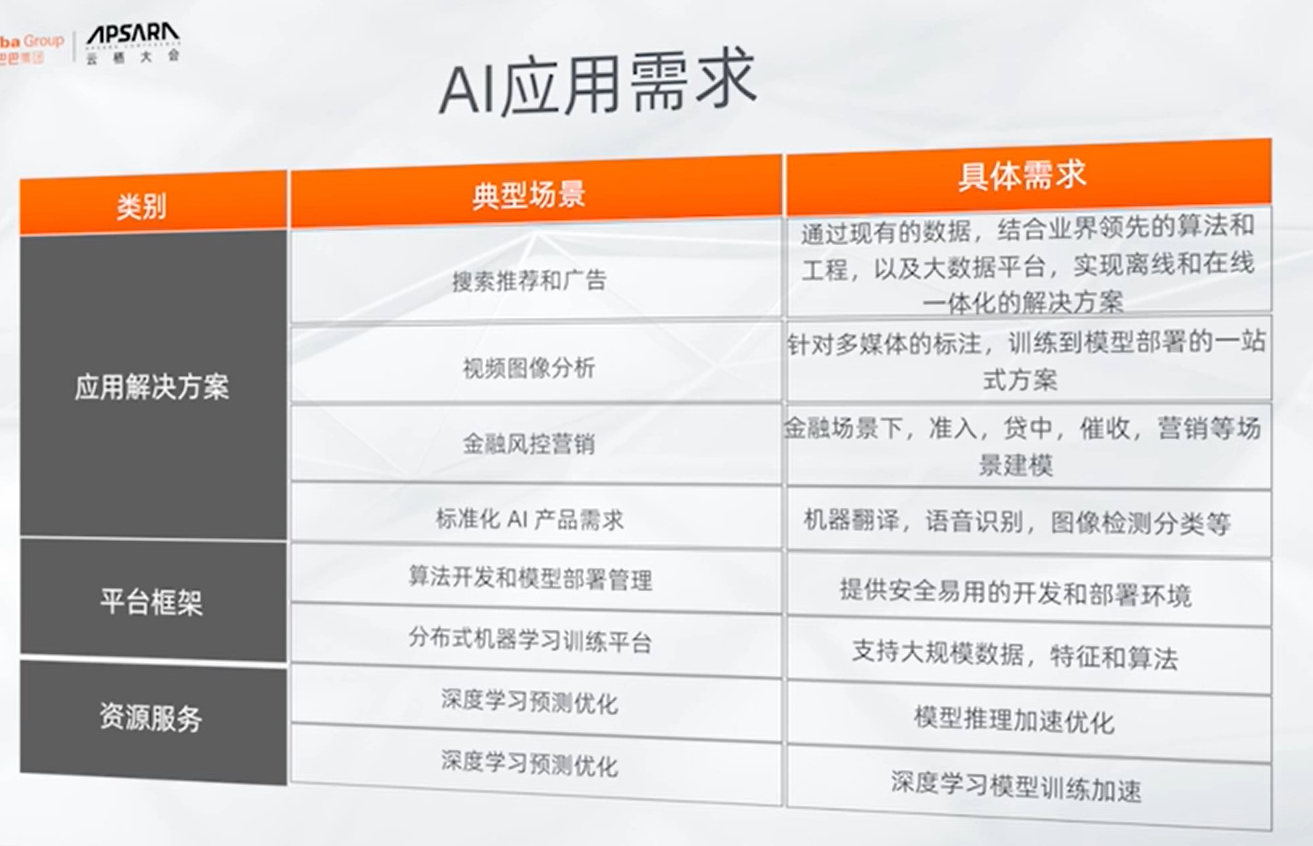 ba Group
巴巴集团
APSARA
APSARA CONFERENCE
云栖大会
AI应用需求
类别
典型场景
具体需求
应用解决方案
搜索推荐和广告
通过现有的数据，结合业界领先的算法和
工程，以及大数据平台，实现离线和在线
一体化的解决方案
视频图像分析
针对多媒体的标注，训练到模型部署的一站
式方案
金融风控营销
金融场景下，准入，贷中，催收，营销等场
景建模
标准化 AI 产品需求
机器翻译，语音识别，图像检测分类等
平台框架
算法开发和模型部署管理
提供安全易用的开发和部署环境
分布式机器学习训练平台
支持大规模数据，特征和算法
资源服务
深度学习预测优化
模型推理加速优化
深度学习预测优化
深度学习模型训练加速